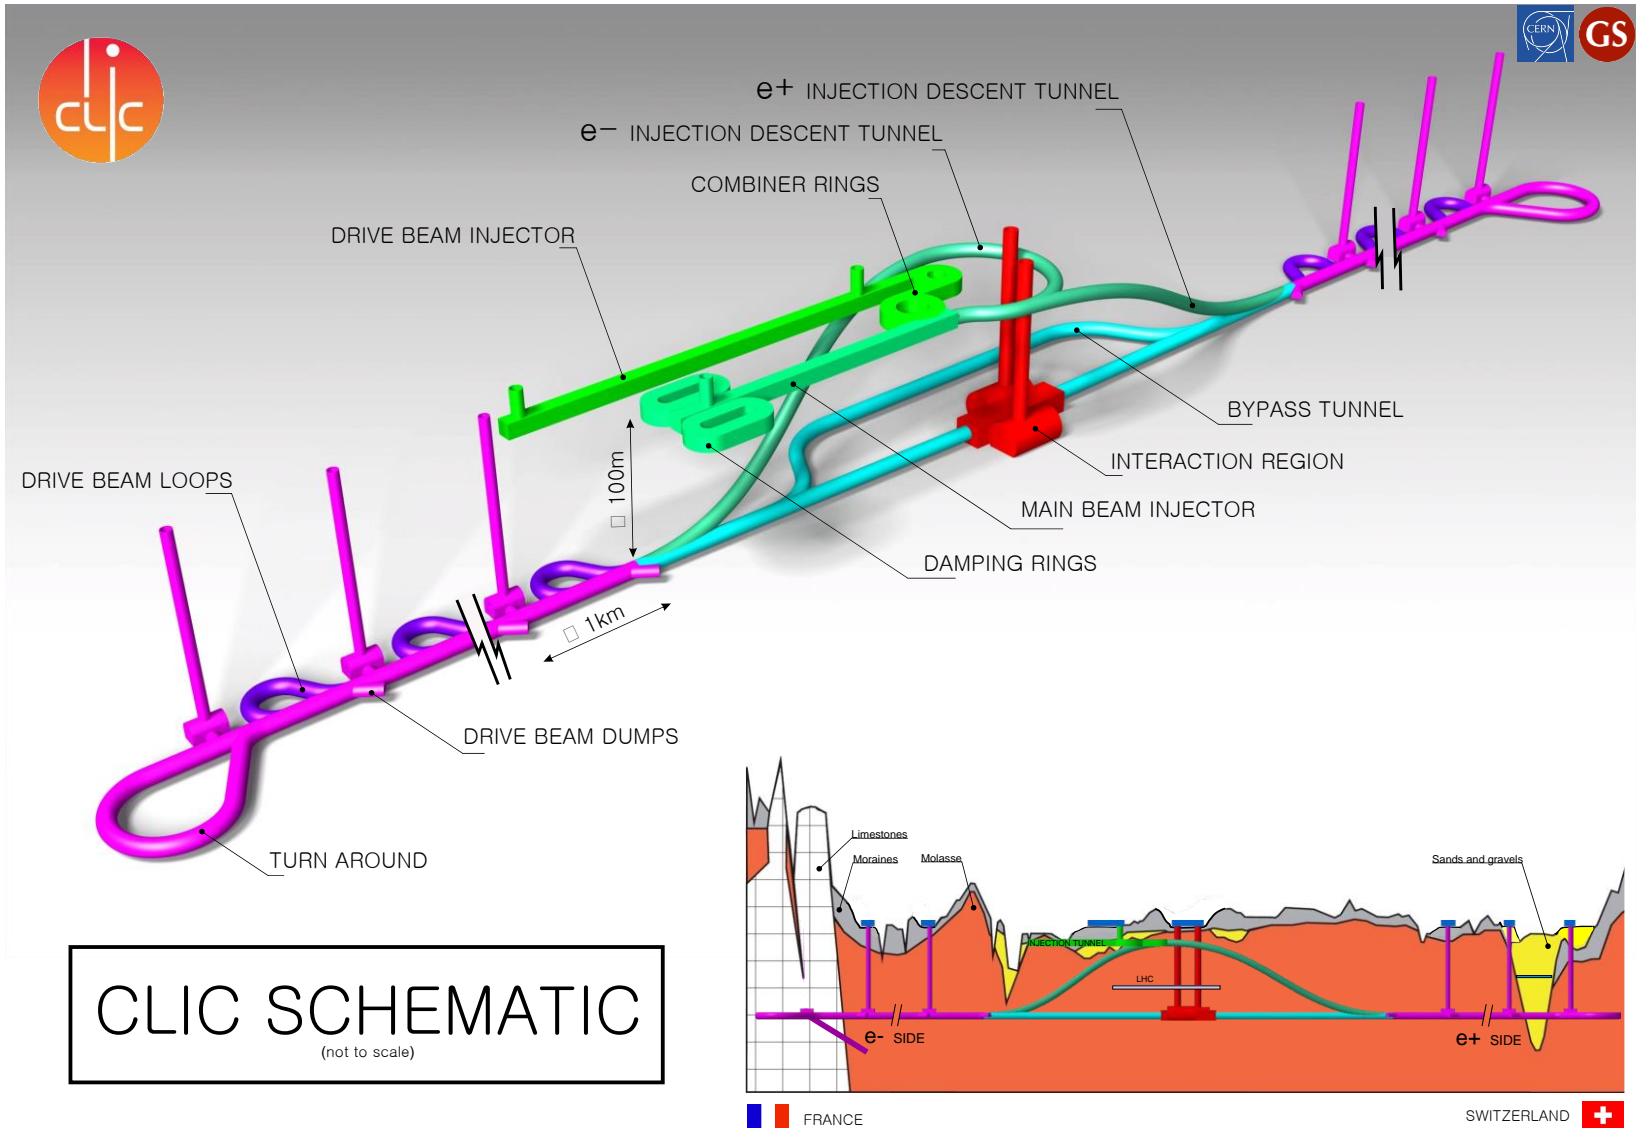 clic
CERN
GS
e+ INJECTION DESCENT TUNNEL
e− INJECTION DESCENT TUNNEL
COMBINER RINGS
DRIVE BEAM INJECTOR
BYPASS TUNNEL
INTERACTION REGION
DRIVE BEAM LOOPS
□ 100m
MAIN BEAM INJECTOR
DAMPING RINGS
□ 1km
DRIVE BEAM DUMPS
TURN AROUND
CLIC SCHEMATIC
(not to scale)
Limestones
Moraines
Molasse
Sands and gravels
INJECTION TUNNEL
LHC
e- SIDE
e+ SIDE
FRANCE
SWITZERLAND